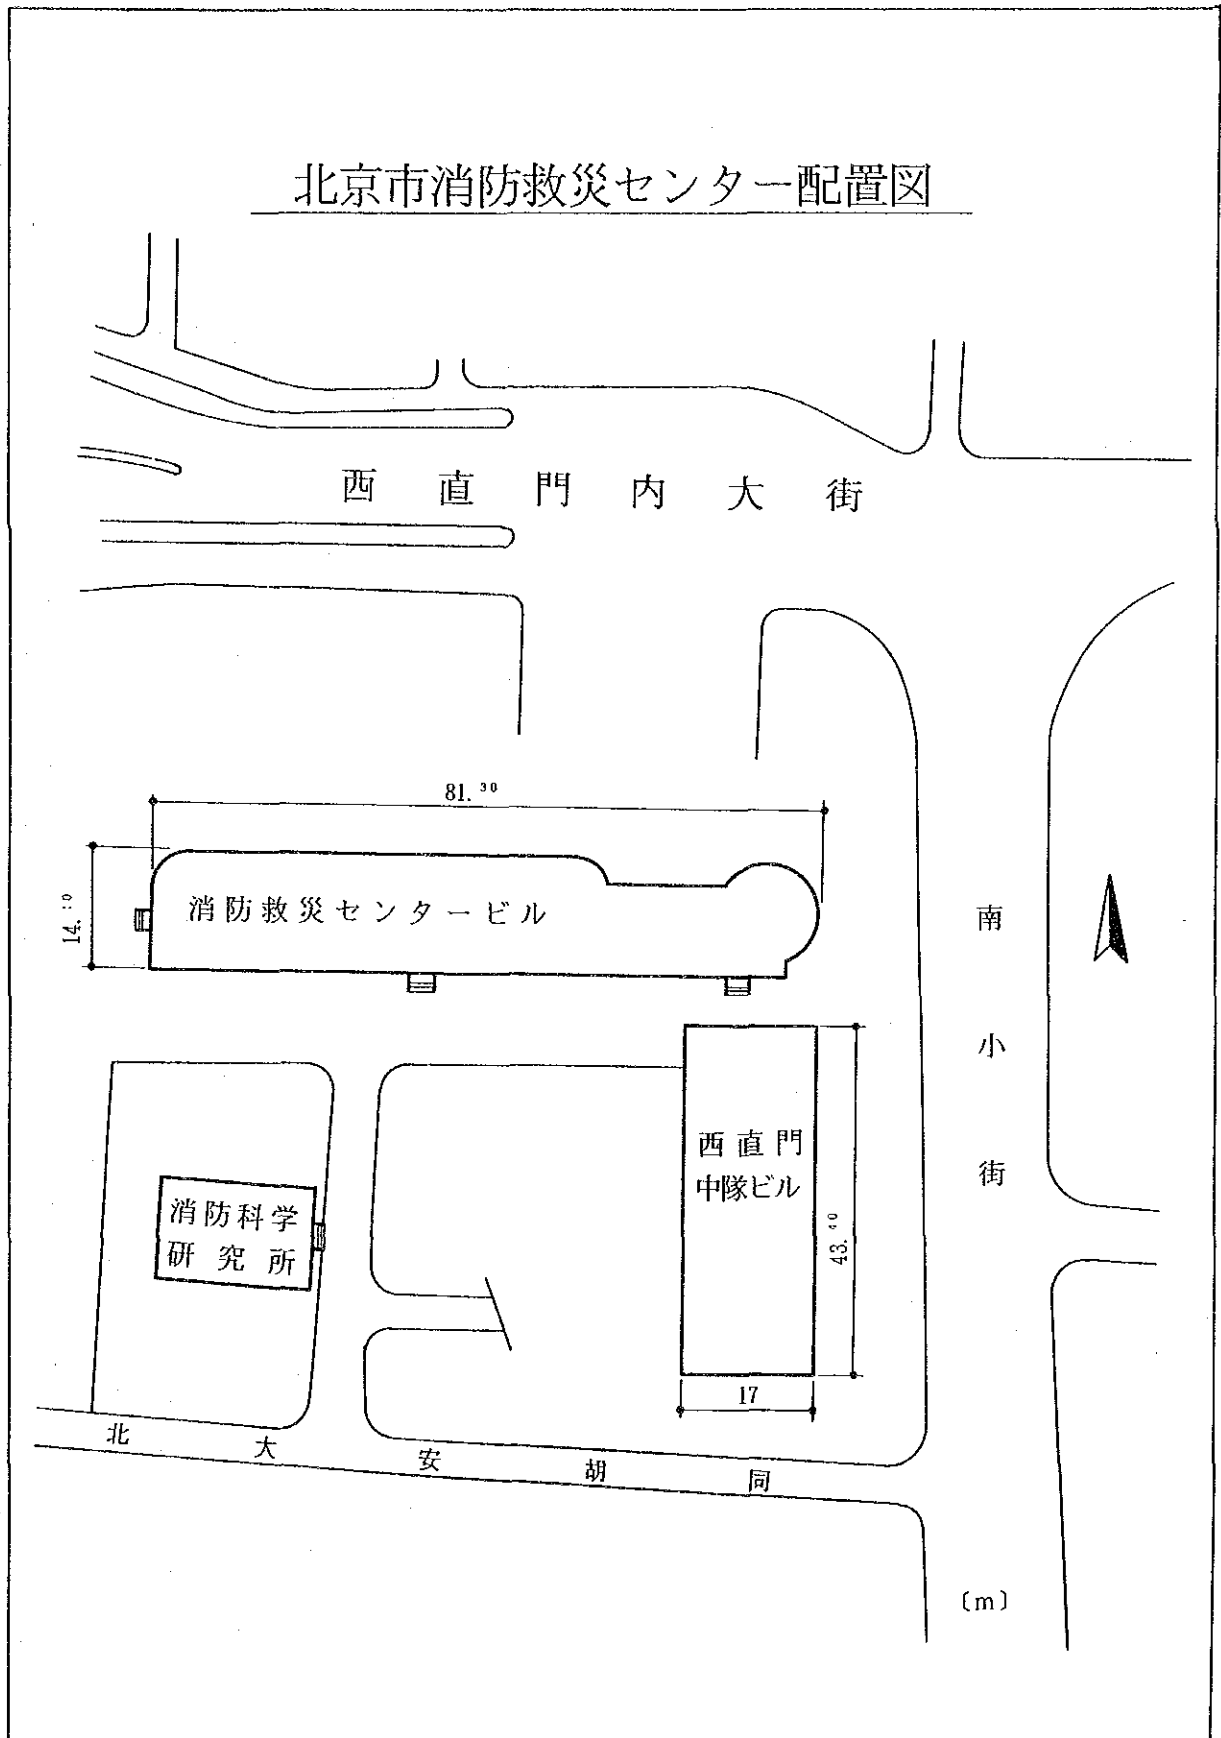 北京市消防救災センター配置図
西直門内大街
81.30
消防救災センタービル
南小街
西直門
中隊ビル
43.40
消防科学
研究所
17
北大安胡同
〔m〕